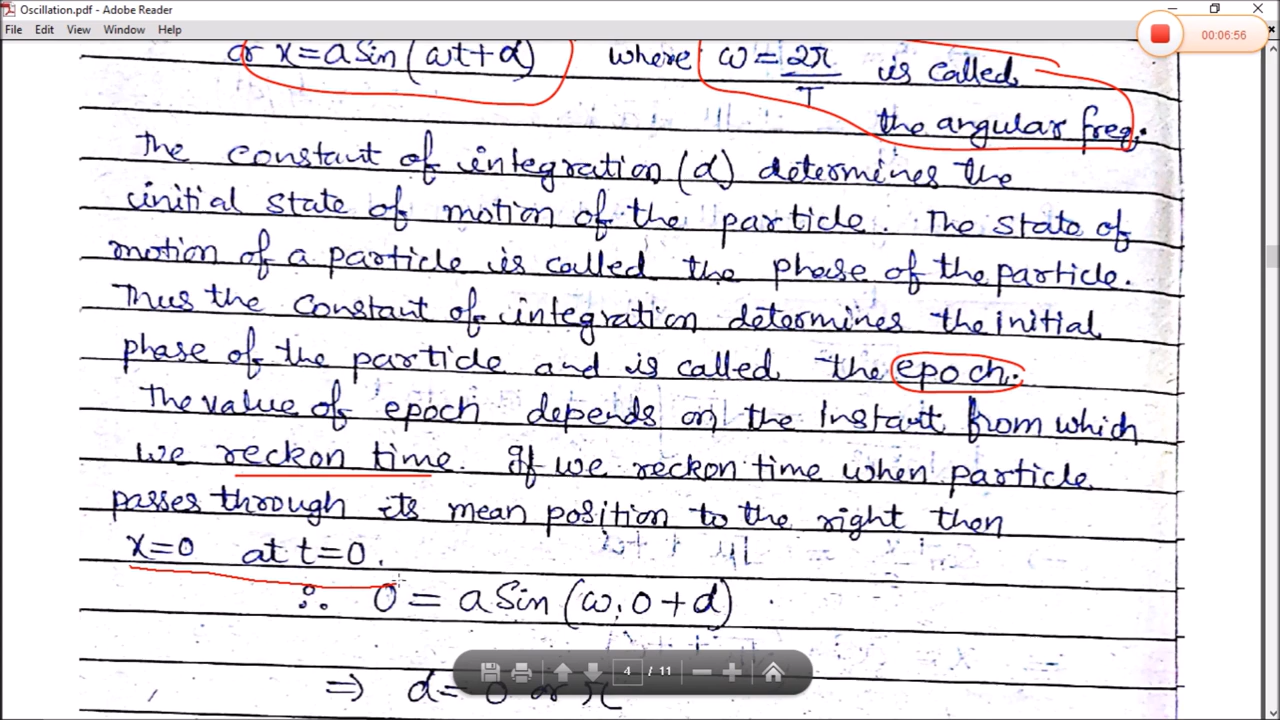 Oscillation.pdf - Adobe Reader
File Edit View Window Help
00:06:56
or x = a Sin (ωt + α) where ω = 2π/T is called
the angular freq.
The constant of integration (α) determines the
initial state of motion of the particle. The state of
motion of a particle is called the phase of the particle.
Thus the constant of integration determines the initial
phase of the particle and is called the epoch.
The value of epoch depends on the instant from which
we reckon time. If we reckon time when particle
passes through its mean position to the right then
x=0 at t=0.
∴ 0 = a Sin (ω.0 + α)
⇒ α = 0 or π
4 / 11